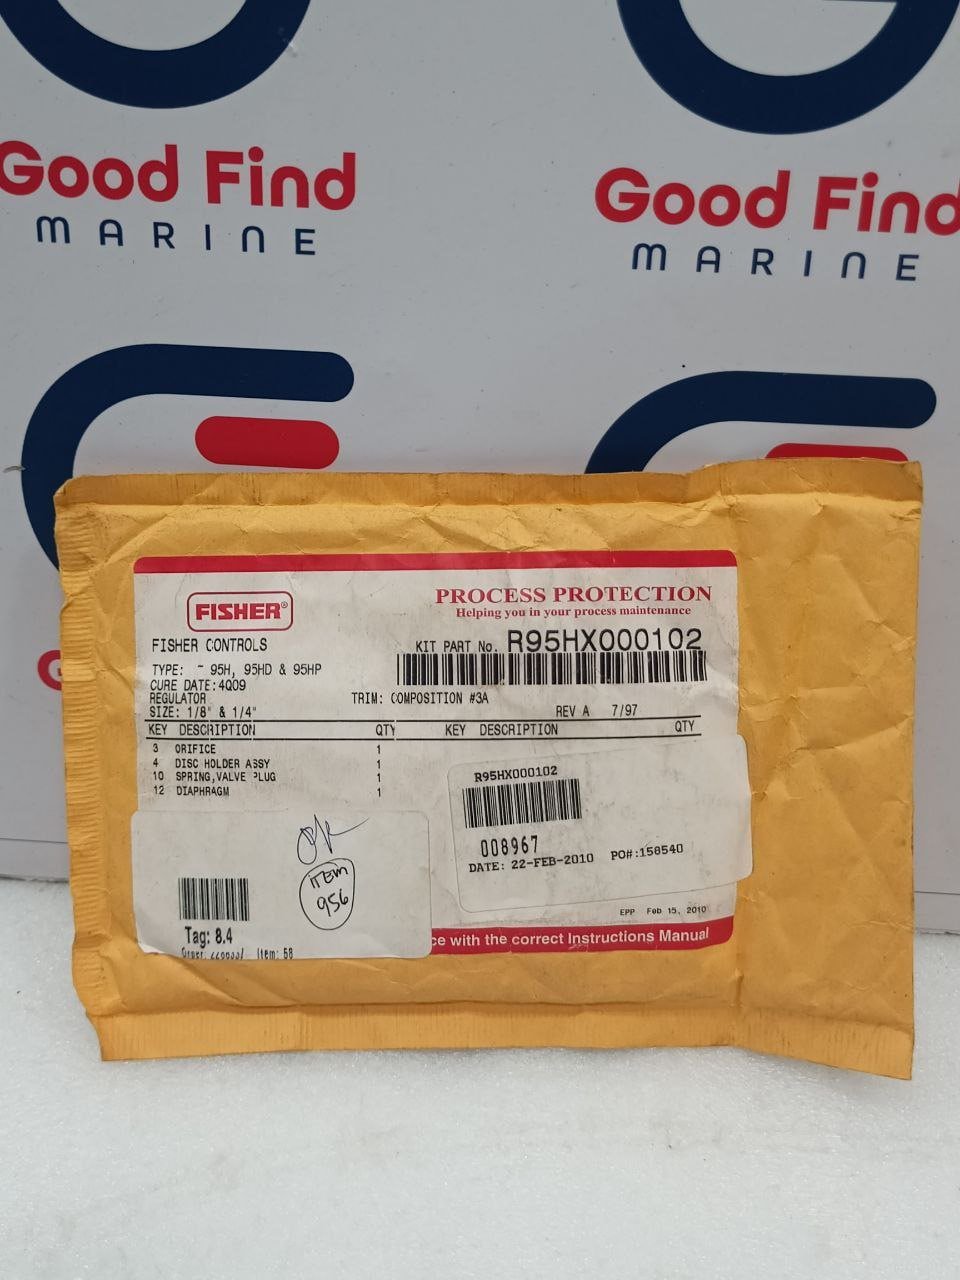 Good Find
MARINE
Good Find
MARINE
FISHER®
PROCESS PROTECTION
Helping you in your process maintenance
FISHER CONTROLS
KIT PART No. R95HX000102
TYPE: 95H, 95HD & 95HP
CURE DATE:4Q09
REGULATOR
TRIM: COMPOSITION #3A
SIZE: 1/8" & 1/4"
REV A 7/97
KEY DESCRIPTION QTY KEY DESCRIPTION QTY
3 ORIFICE 1
4 DISC HOLDER ASSY 1
10 SPRING,VALVE PLUG 1
12 DIAPHRAGM 1
R95HX000102
008967
DATE: 22-FEB-2010 PO#:158540
ITEM
956
Tag: 8.4
Item: 58
EPP Feb 15, 2010
ce with the correct Instructions Manual